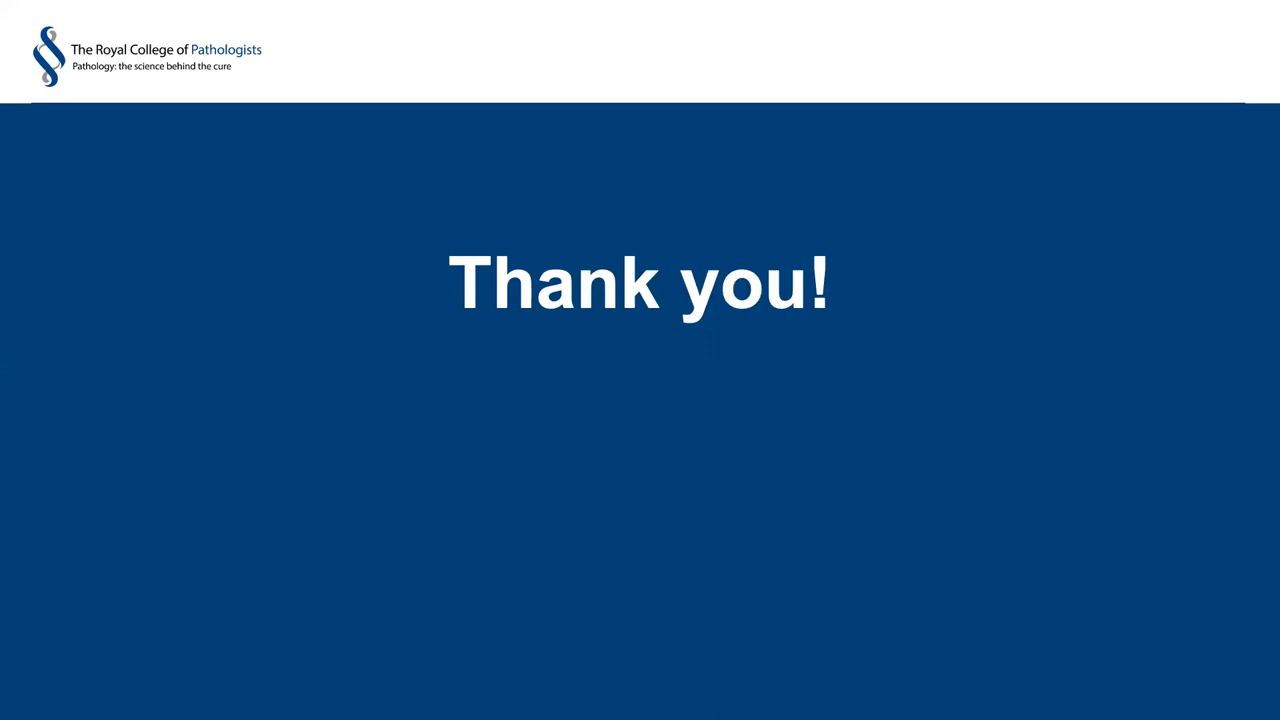 The Royal College of Pathologists
Pathology: the science behind the cure
Thank you!